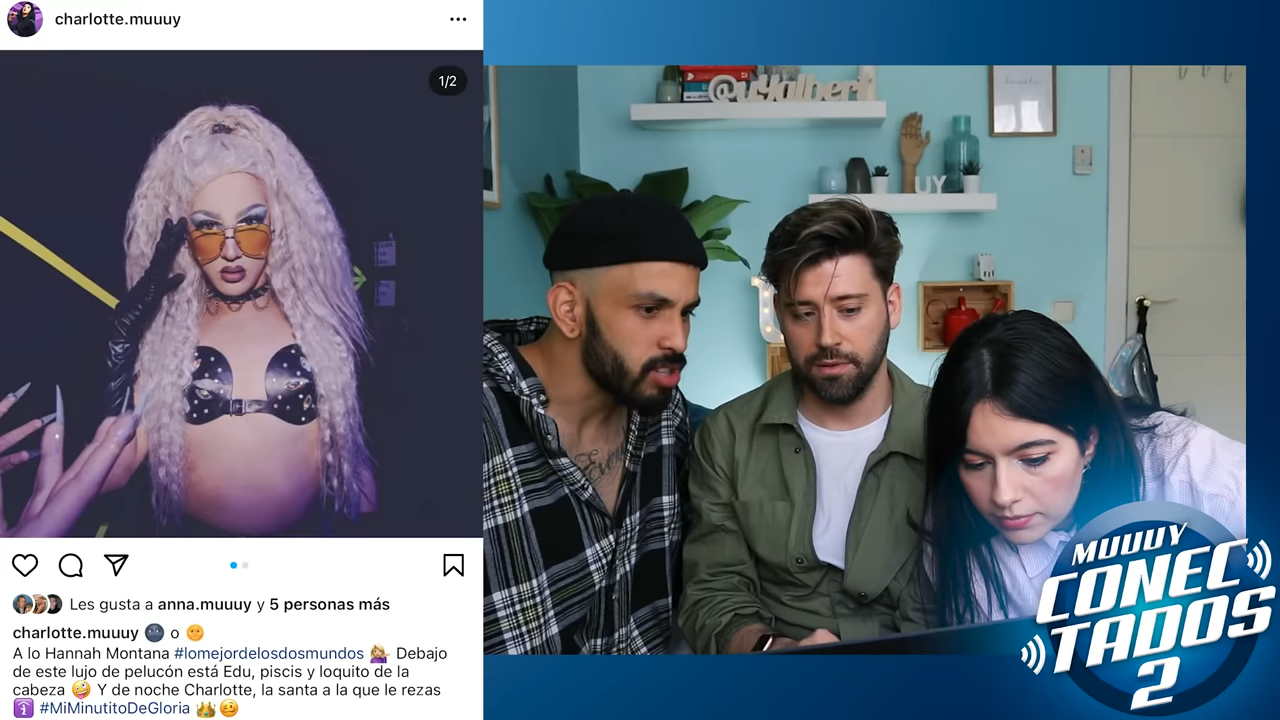 charlotte.muuuy
1/2
Les gusta a anna.muuuy y 5 personas más
charlotte.muuuy 🌚 o 🌞
A lo Hannah Montana #lomejordelosdosmundos 💁🏼‍♀️ Debajo
de este lujo de pelucón está Edu, piscis y loquito de la
cabeza 🤪 Y de noche Charlotte, la santa a la que le rezas
🛐 #MiMinutitoDeGloria 👑🥴
@uyalbert
UY
MUUUY
CONEC
TADOS
2